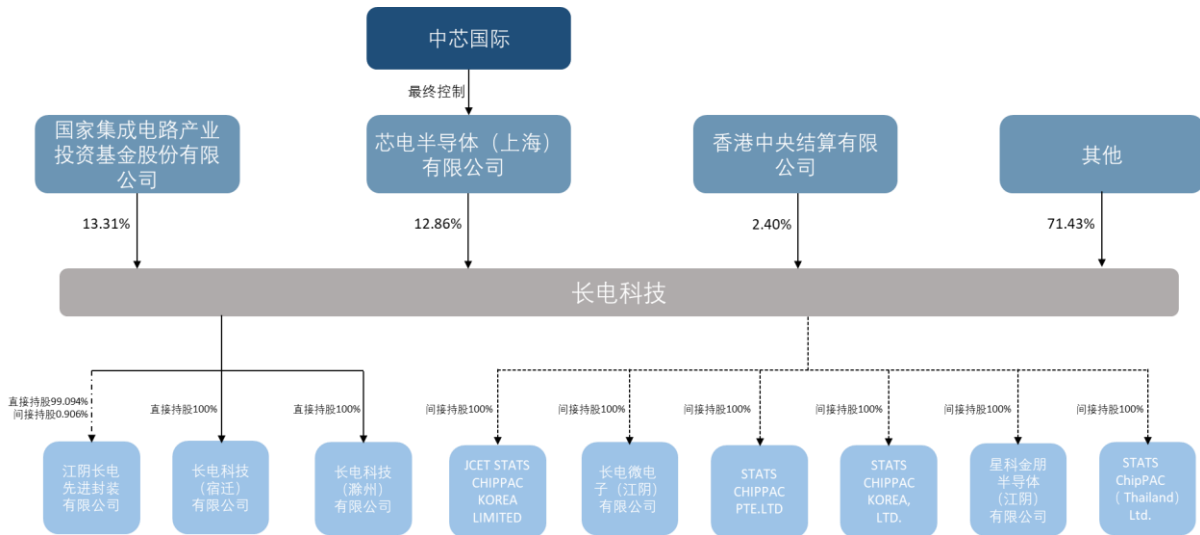 中芯国际
最终控制
国家集成电路产业
投资基金股份有限
公司
芯电半导体（上海）
有限公司
香港中央结算有限
公司
其他
13.31%
12.86%
2.40%
71.43%
长电科技
直接持股99.094%
间接持股0.906%
直接持股100%
直接持股100%
间接持股100%
间接持股100%
间接持股100%
间接持股100%
间接持股100%
间接持股100%
江阴长电
先进封装
有限公司
长电科技
（宿迁）
有限公司
长电科技
（滁州）
有限公司
JCET STATS
CHIPPAC
KOREA
LIMITED
长电微电
子（江阴）
有限公司
STATS
CHIPPAC
PTE.LTD
STATS
CHIPPAC
KOREA,
LTD.
星科金朋
半导体
（江阴）
有限公司
STATS
ChipPAC
（Thailand）
Ltd.